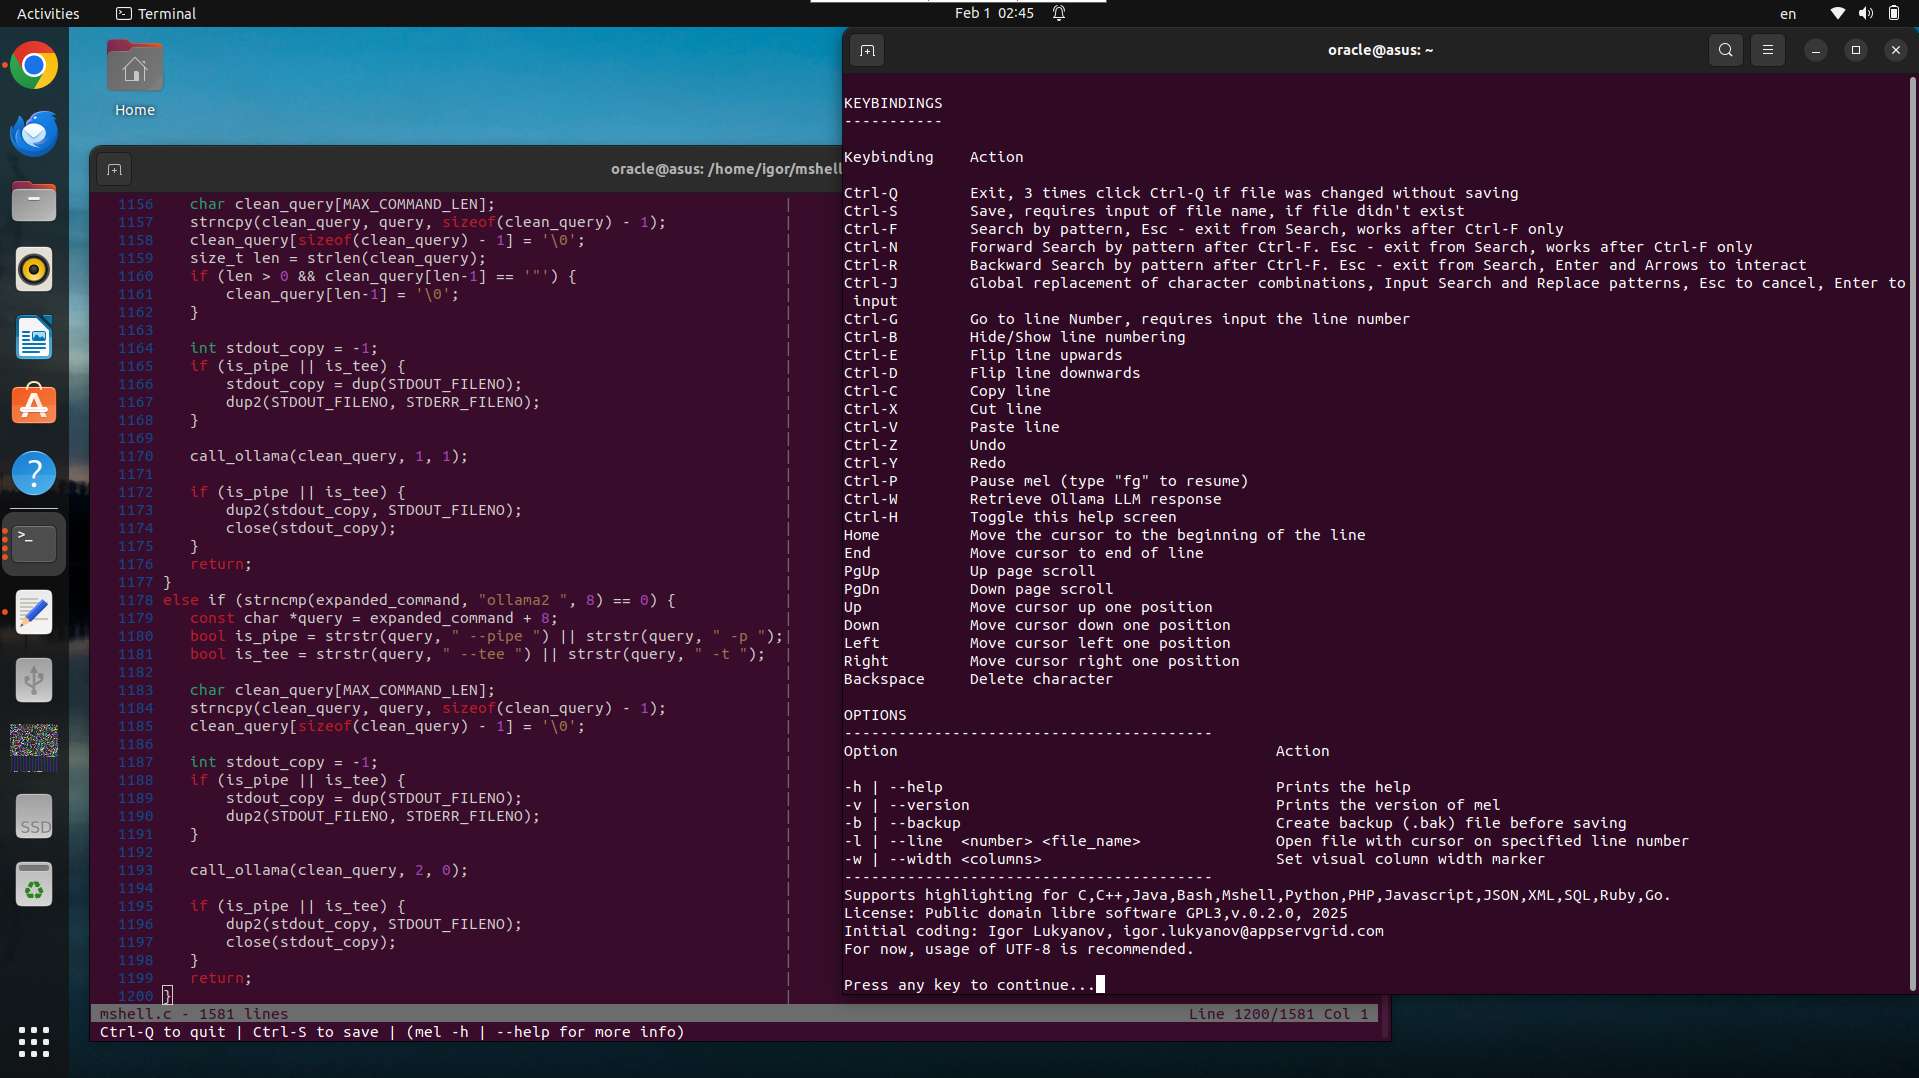 Activities
Terminal
Feb 1 02:45
en
Home
SSD
oracle@asus: /home/igor/mshell
1156 char clean_query[MAX_COMMAND_LEN];
1157 strncpy(clean_query, query, sizeof(clean_query) - 1);
1158 clean_query[sizeof(clean_query) - 1] = '\0';
1159 size_t len = strlen(clean_query);
1160 if (len > 0 && clean_query[len-1] == '"') {
1161 clean_query[len-1] = '\0';
1162 }
1163
1164 int stdout_copy = -1;
1165 if (is_pipe || is_tee) {
1166 stdout_copy = dup(STDOUT_FILENO);
1167 dup2(STDOUT_FILENO, STDERR_FILENO);
1168 }
1169
1170 call_ollama(clean_query, 1, 1);
1171
1172 if (is_pipe || is_tee) {
1173 dup2(stdout_copy, STDOUT_FILENO);
1174 close(stdout_copy);
1175 }
1176 return;
1177 }
1178 else if (strncmp(expanded_command, "ollama2 ", 8) == 0) {
1179 const char *query = expanded_command + 8;
1180 bool is_pipe = strstr(query, " --pipe ") || strstr(query, " -p ");
1181 bool is_tee = strstr(query, " --tee ") || strstr(query, " -t ");
1182
1183 char clean_query[MAX_COMMAND_LEN];
1184 strncpy(clean_query, query, sizeof(clean_query) - 1);
1185 clean_query[sizeof(clean_query) - 1] = '\0';
1186
1187 int stdout_copy = -1;
1188 if (is_pipe || is_tee) {
1189 stdout_copy = dup(STDOUT_FILENO);
1190 dup2(STDOUT_FILENO, STDERR_FILENO);
1191 }
1192
1193 call_ollama(clean_query, 2, 0);
1194
1195 if (is_pipe || is_tee) {
1196 dup2(stdout_copy, STDOUT_FILENO);
1197 close(stdout_copy);
1198 }
1199 return;
1200 }
mshell.c - 1581 lines Line 1200/1581 Col 1
Ctrl-Q to quit | Ctrl-S to save | (mel -h | --help for more info)
oracle@asus: ~
KEYBINDINGS
-----------
Keybinding Action
Ctrl-Q Exit, 3 times click Ctrl-Q if file was changed without saving
Ctrl-S Save, requires input of file name, if file didn't exist
Ctrl-F Search by pattern, Esc - exit from Search, works after Ctrl-F only
Ctrl-N Forward Search by pattern after Ctrl-F. Esc - exit from Search, works after Ctrl-F only
Ctrl-R Backward Search by pattern after Ctrl-F. Esc - exit from Search, Enter and Arrows to interact
Ctrl-J Global replacement of character combinations, Input Search and Replace patterns, Esc to cancel, Enter to
input
Ctrl-G Go to line Number, requires input the line number
Ctrl-B Hide/Show line numbering
Ctrl-E Flip line upwards
Ctrl-D Flip line downwards
Ctrl-C Copy line
Ctrl-X Cut line
Ctrl-V Paste line
Ctrl-Z Undo
Ctrl-Y Redo
Ctrl-P Pause mel (type "fg" to resume)
Ctrl-W Retrieve Ollama LLM response
Ctrl-H Toggle this help screen
Home Move the cursor to the beginning of the line
End Move cursor to end of line
PgUp Up page scroll
PgDn Down page scroll
Up Move cursor up one position
Down Move cursor down one position
Left Move cursor left one position
Right Move cursor right one position
Backspace Delete character
OPTIONS
-----------------------------------------
Option Action
-h | --help Prints the help
-v | --version Prints the version of mel
-b | --backup Create backup (.bak) file before saving
-l | --line <number> <file_name> Open file with cursor on specified line number
-w | --width <columns> Set visual column width marker
-----------------------------------------
Supports highlighting for C,C++,Java,Bash,Mshell,Python,PHP,Javascript,JSON,XML,SQL,Ruby,Go.
License: Public domain libre software GPL3,v.0.2.0, 2025
Initial coding: Igor Lukyanov, igor.lukyanov@appservgrid.com
For now, usage of UTF-8 is recommended.
Press any key to continue...